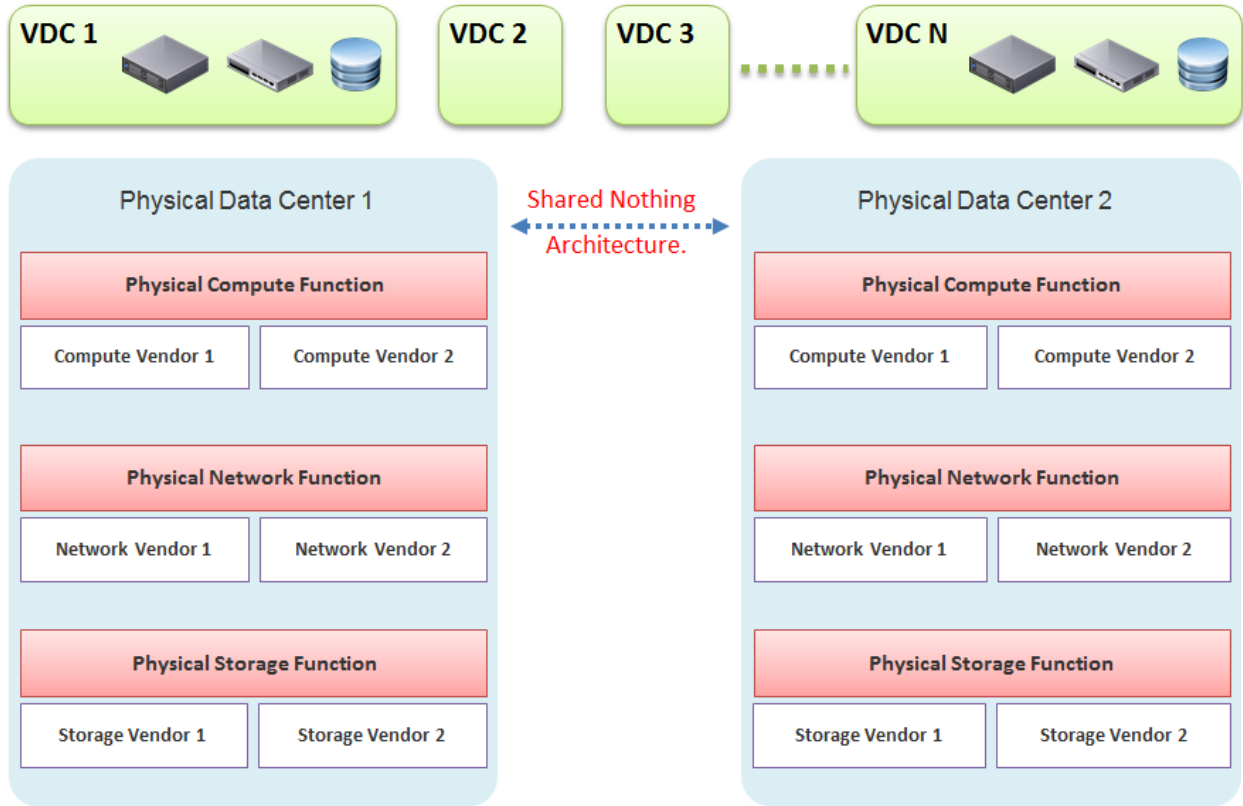 VDC 1
VDC 2
VDC 3
VDC N
Physical Data Center 1
Shared Nothing
Architecture.
Physical Data Center 2
Physical Compute Function
Compute Vendor 1
Compute Vendor 2
Physical Network Function
Network Vendor 1
Network Vendor 2
Physical Storage Function
Storage Vendor 1
Storage Vendor 2
Physical Compute Function
Compute Vendor 1
Compute Vendor 2
Physical Network Function
Network Vendor 1
Network Vendor 2
Physical Storage Function
Storage Vendor 1
Storage Vendor 2